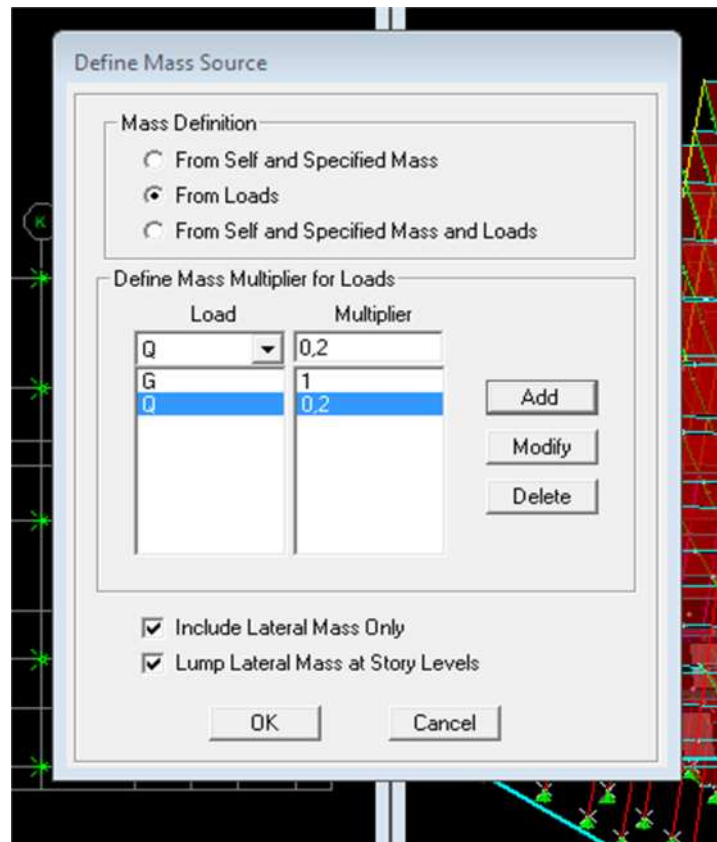 Define Mass Source
Mass Definition
From Self and Specified Mass
From Loads
From Self and Specified Mass and Loads
Define Mass Multiplier for Loads
Load Multiplier
Q 0,2
G 1
Q 0,2
Add
Modify
Delete
Include Lateral Mass Only
Lump Lateral Mass at Story Levels
OK Cancel
K